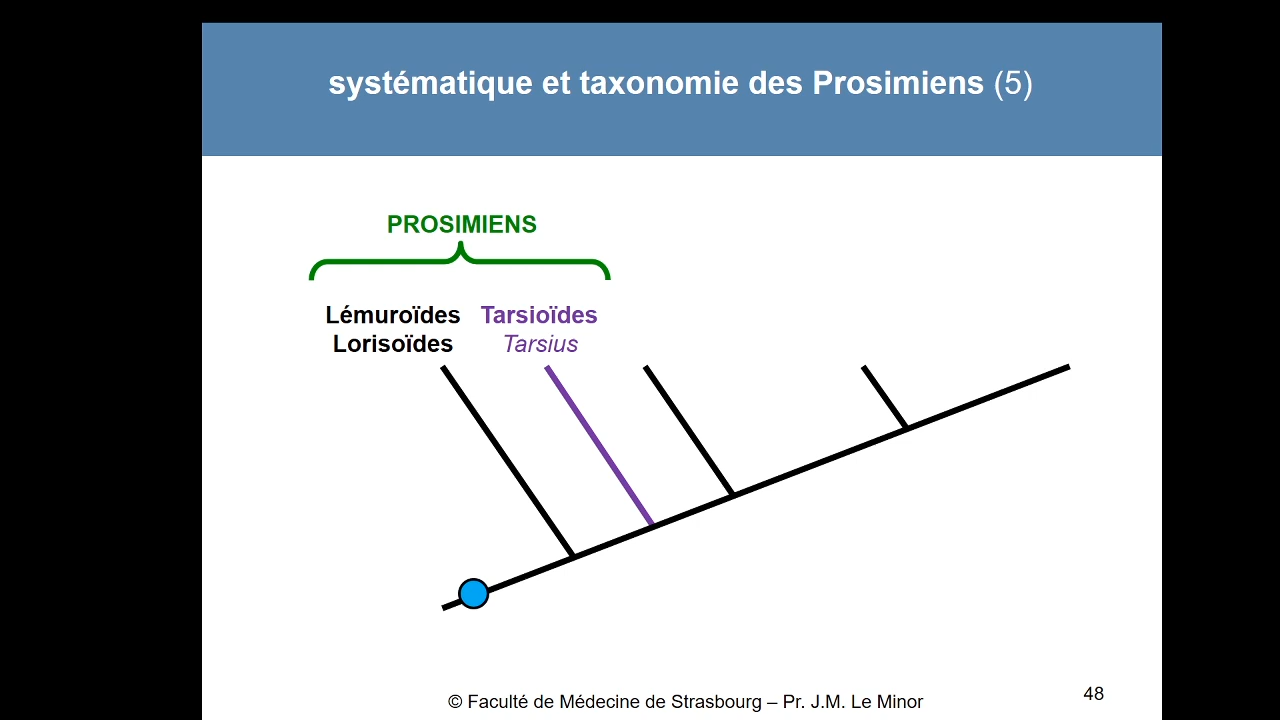 systématique et taxonomie des Prosimiens (5)
PROSIMIENS
Lémuroïdes Tarsioïdes
Lorisoïdes Tarsius
© Faculté de Médecine de Strasbourg – Pr. J.M. Le Minor
48